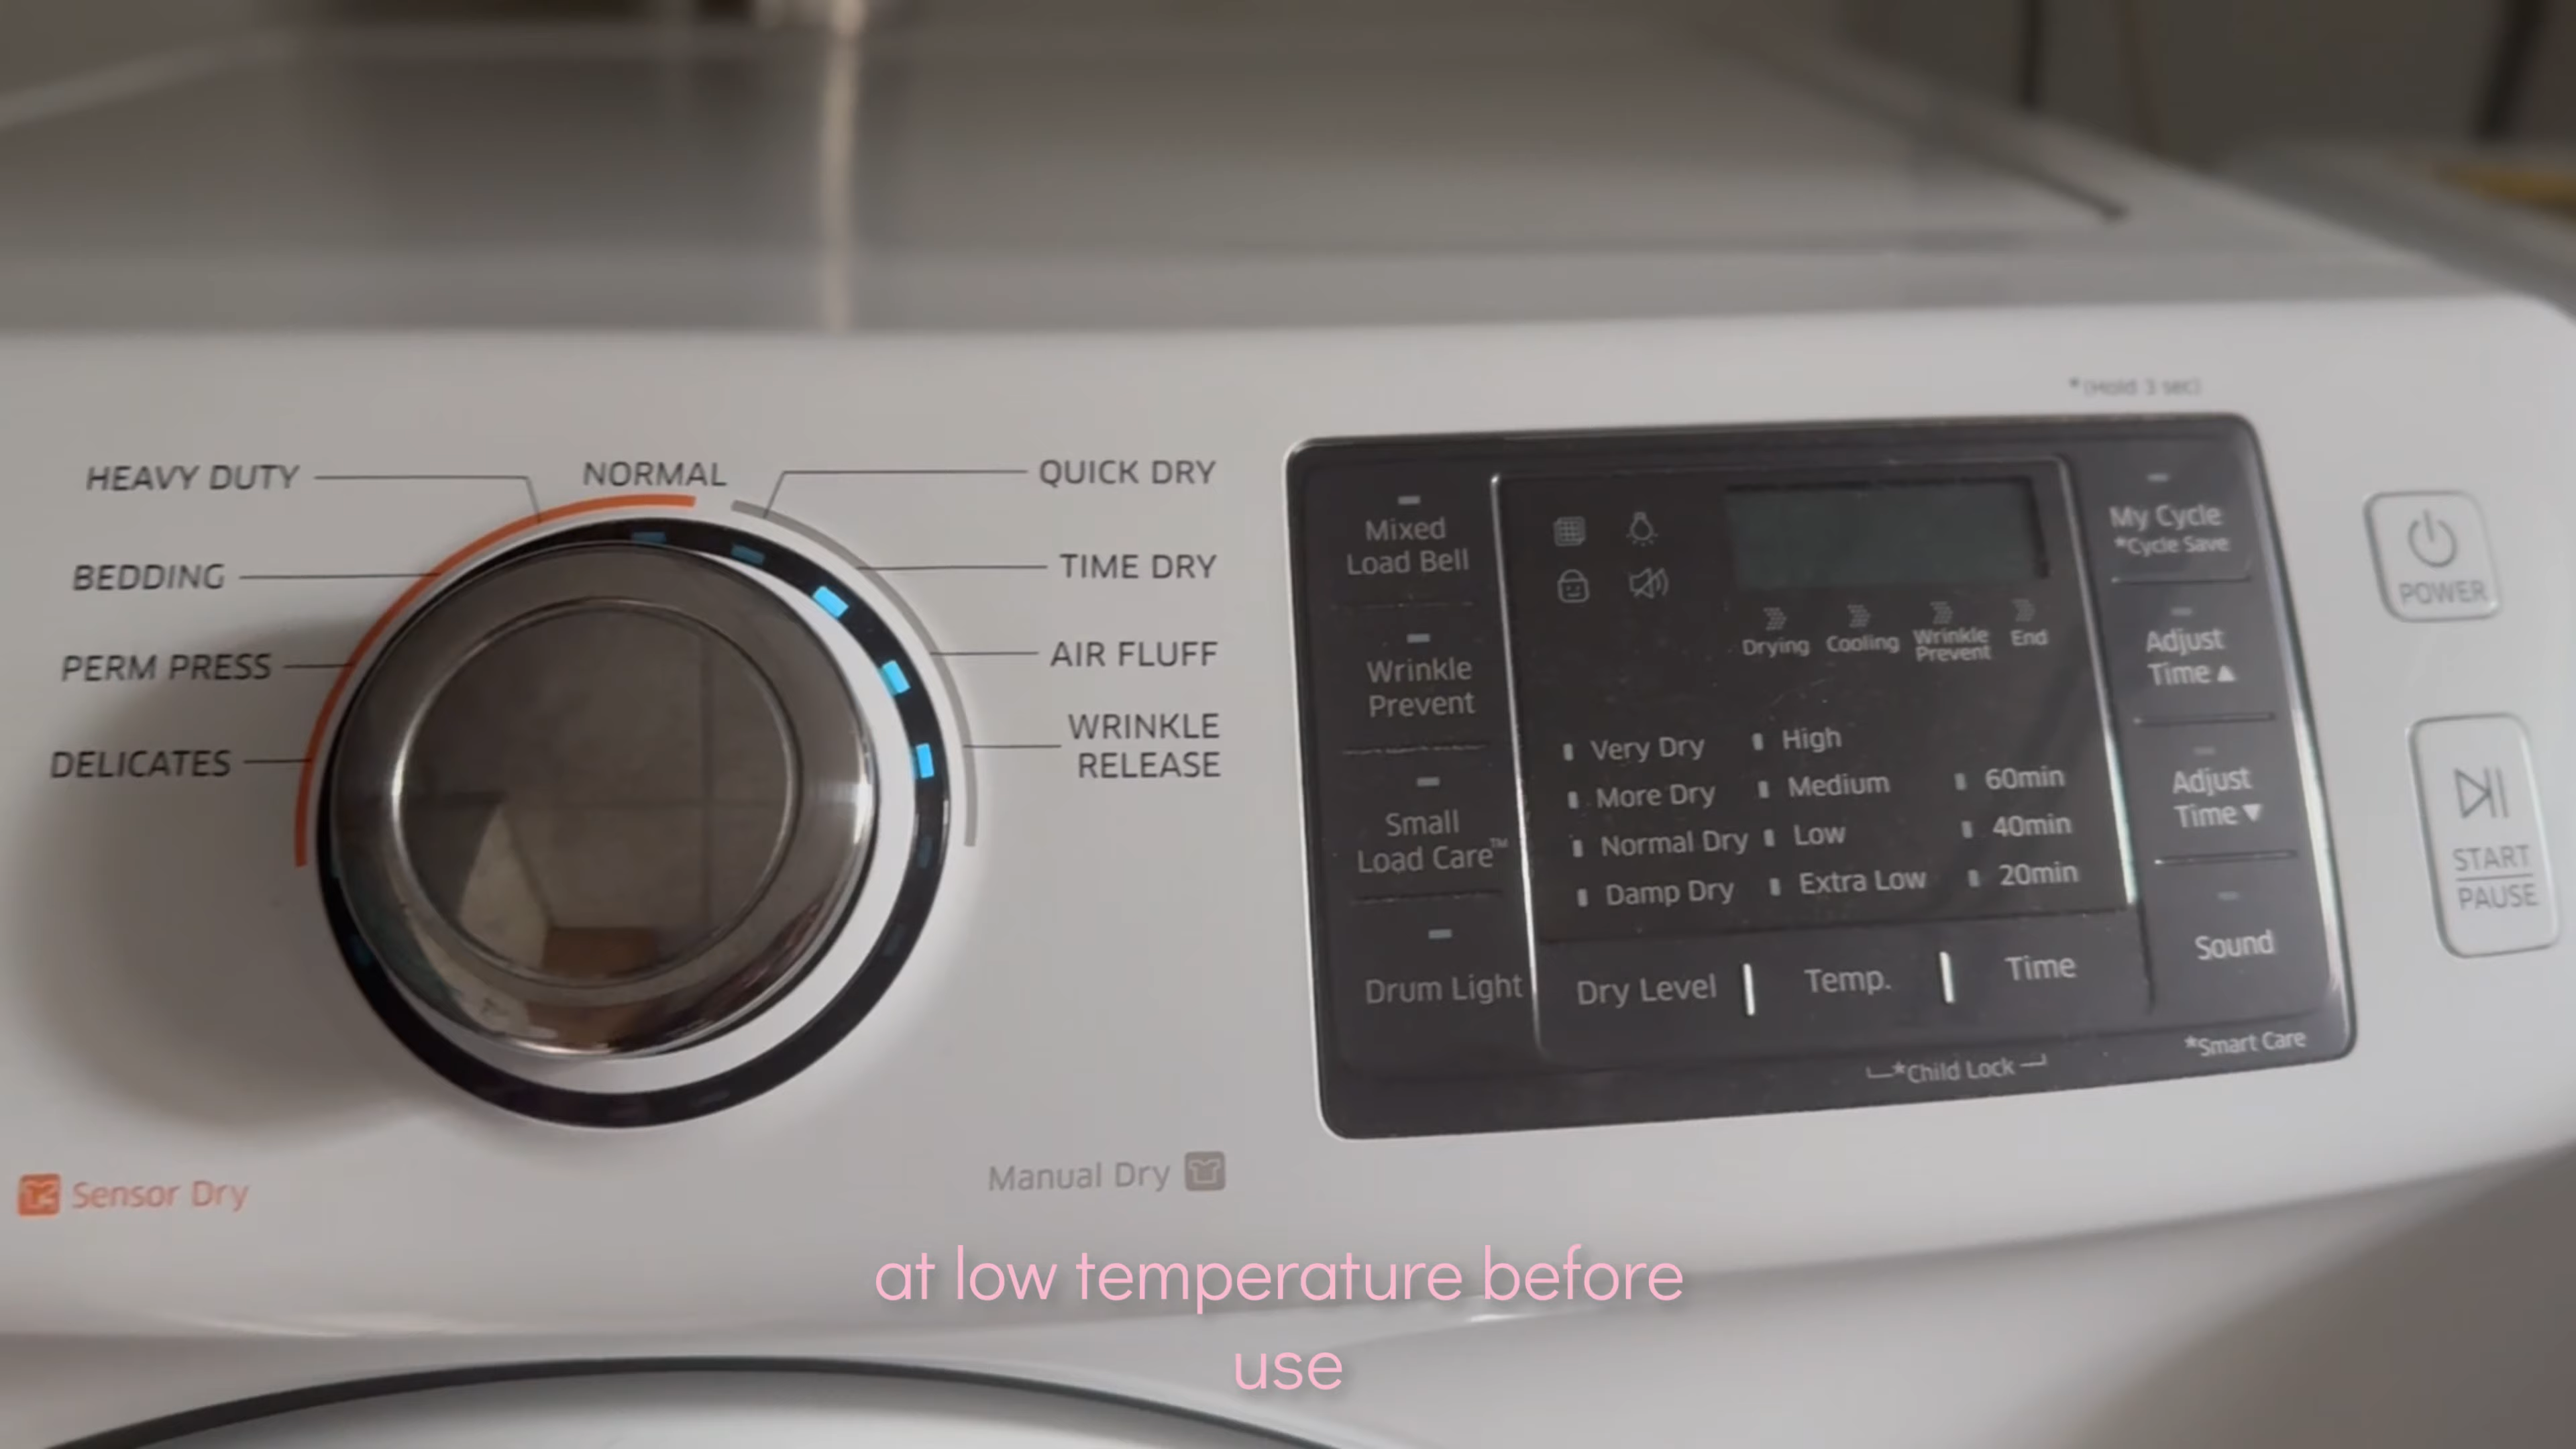 *(Hold 3 sec)
HEAVY DUTY
NORMAL
QUICK DRY
BEDDING
TIME DRY
PERM PRESS
AIR FLUFF
DELICATES
WRINKLE
RELEASE
Sensor Dry
Manual Dry
Mixed
Load Bell
Wrinkle
Prevent
Small
Load Care™
Drum Light
Drying
Cooling
Wrinkle
Prevent
End
Very Dry
More Dry
Normal Dry
Damp Dry
High
Medium
Low
Extra Low
60min
40min
20min
Dry Level
Temp.
Time
*Child Lock
My Cycle
*Cycle Save
Adjust
Time ▲
Adjust
Time ▼
Sound
*Smart Care
POWER
START
PAUSE
at low temperature before
use